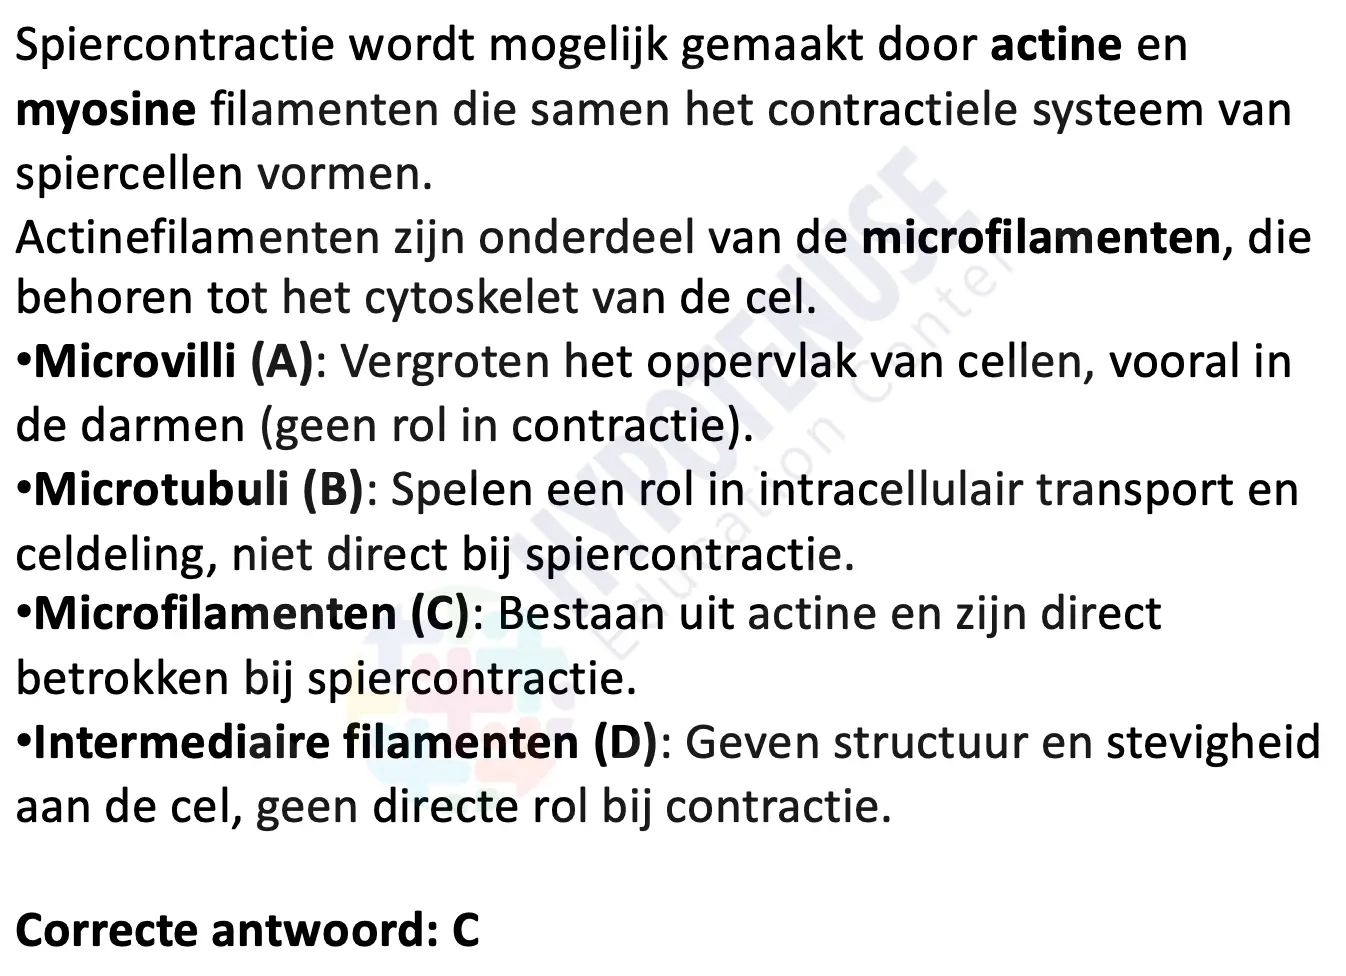 Spiercontractie wordt mogelijk gemaakt door actine en
myosine filamenten die samen het contractiele systeem van
spiercellen vormen.
Actinefilamenten zijn onderdeel van de microfilamenten, die
behoren tot het cytoskelet van de cel.
•Microvilli (A): Vergroten het oppervlak van cellen, vooral in
de darmen (geen rol in contractie).
•Microtubuli (B): Spelen een rol in intracellulair transport en
celdeling, niet direct bij spiercontractie.
•Microfilamenten (C): Bestaan uit actine en zijn direct
betrokken bij spiercontractie.
•Intermediaire filamenten (D): Geven structuur en stevigheid
aan de cel, geen directe rol bij contractie.
Correcte antwoord: C
HYPOTENUSE
Education Center